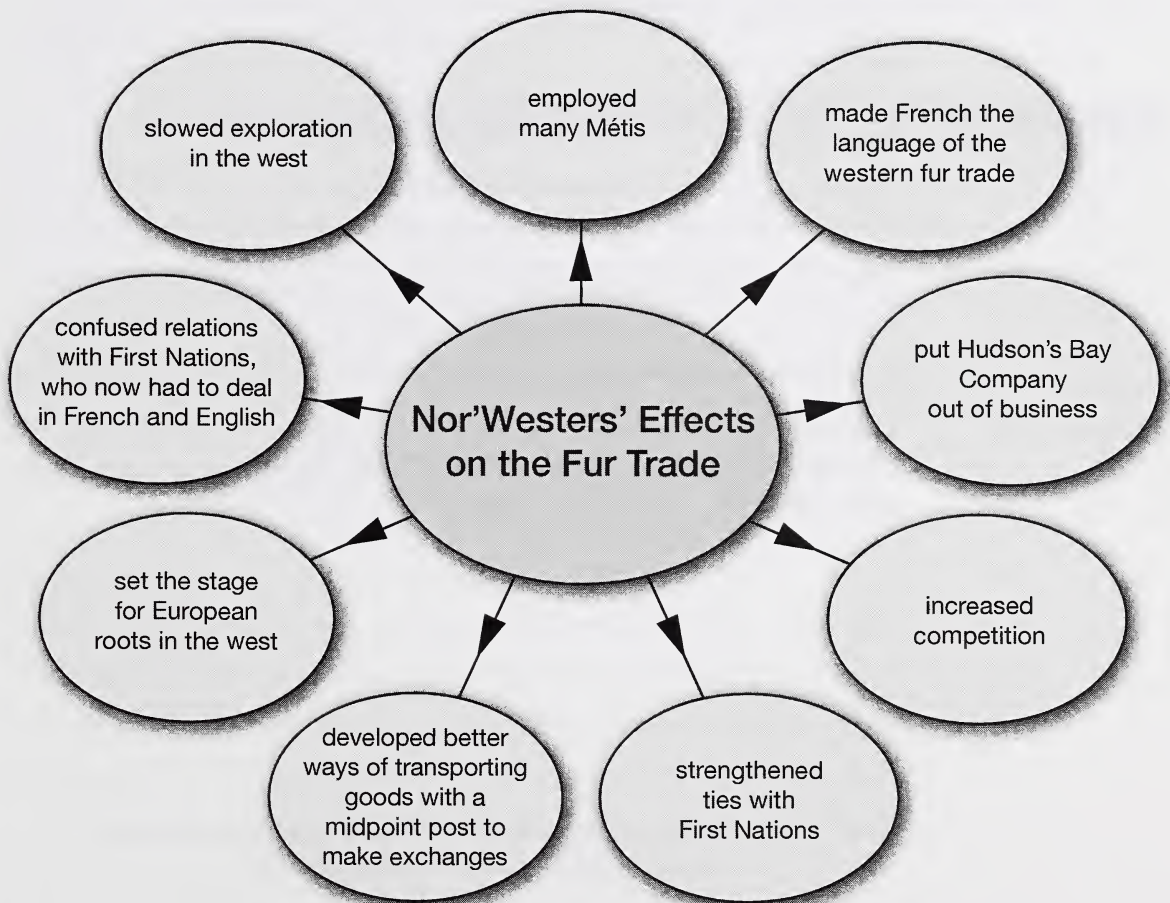 employed
many Métis
made French the
language of the
western fur trade
put Hudson's Bay
Company
out of business
increased
competition
strengthened
ties with
First Nations
developed better
ways of transporting
goods with a
midpoint post to
make exchanges
set the stage
for European
roots in the west
confused relations
with First Nations,
who now had to deal
in French and English
slowed exploration
in the west
Nor'Westers' Effects
on the Fur Trade